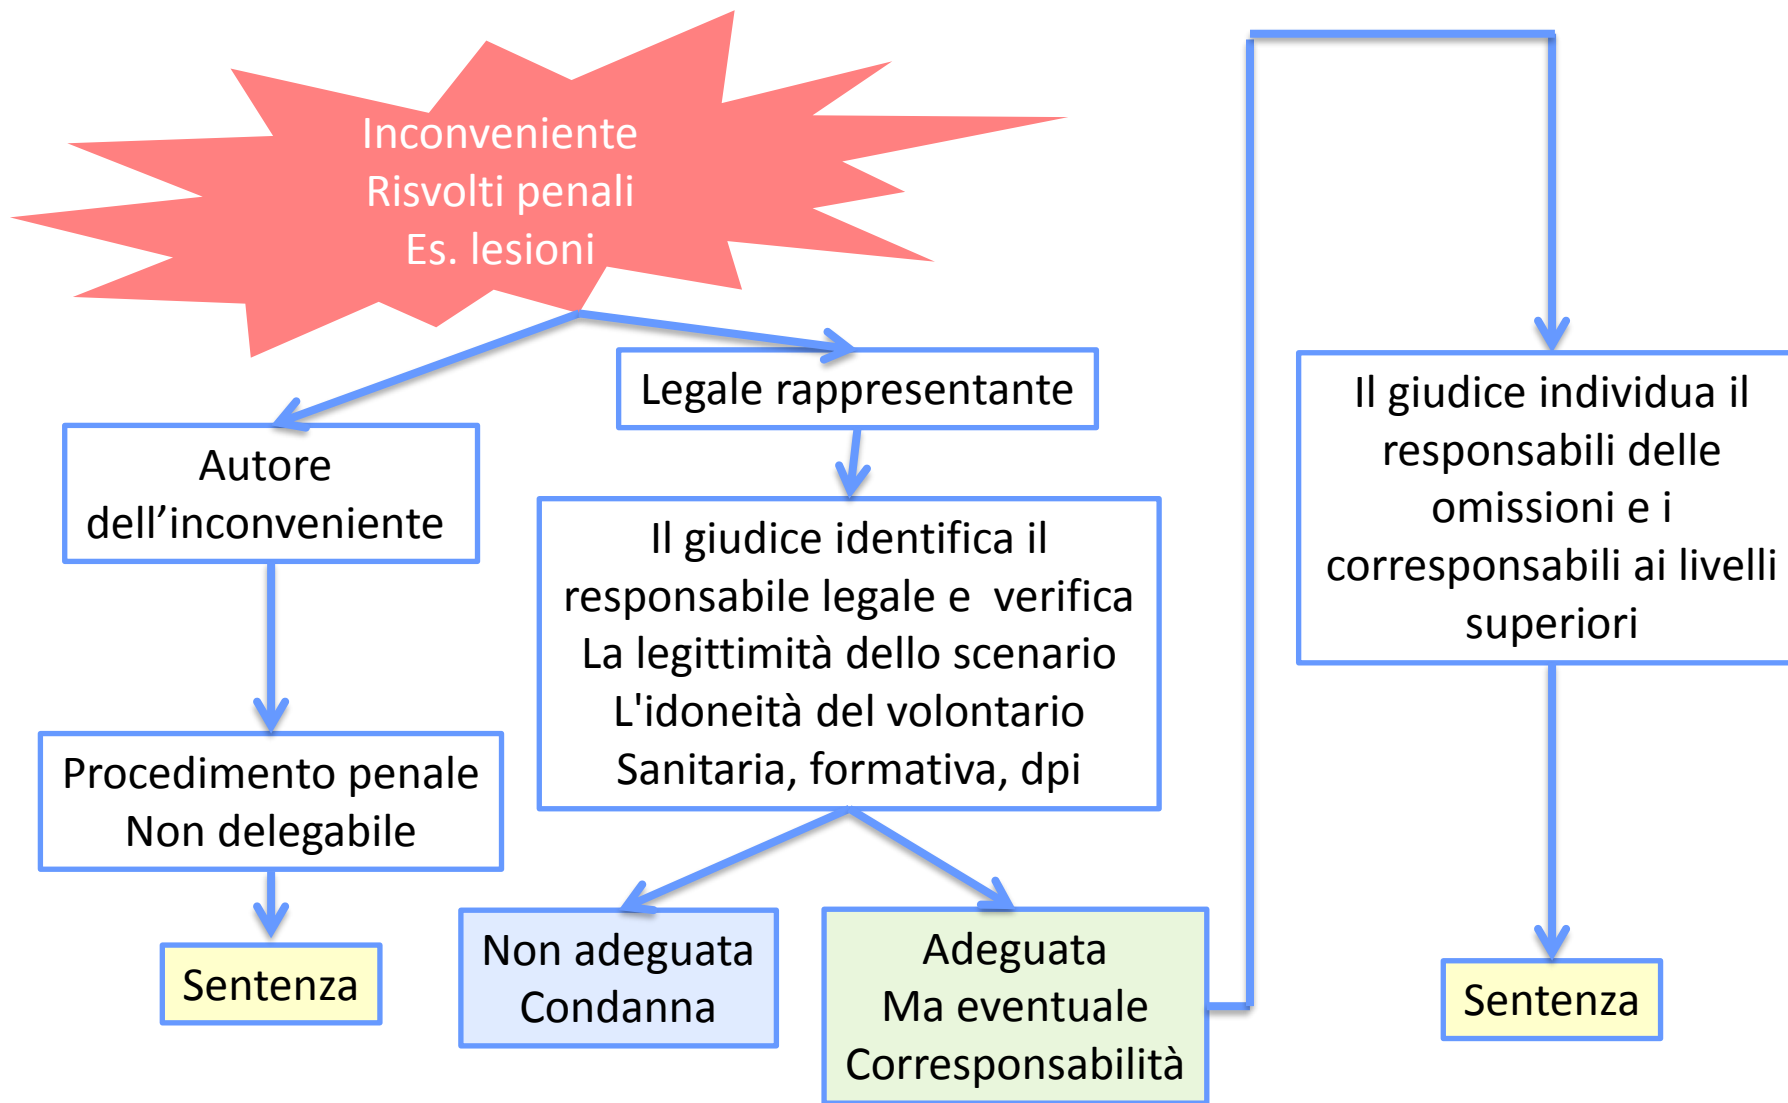 Inconveniente
Risvolti penali
Es. lesioni
Legale rappresentante
Autore
dell’inconveniente
Il giudice identifica il
responsabile legale e  verifica
La legittimità dello scenario
L'idoneità del volontario
Sanitaria, formativa, dpi
Procedimento penale
Non delegabile
Sentenza
Non adeguata
Condanna
Adeguata
Ma eventuale
Corresponsabilità
Il giudice individua il
responsabili delle
omissioni e i
corresponsabili ai livelli
superiori
Sentenza